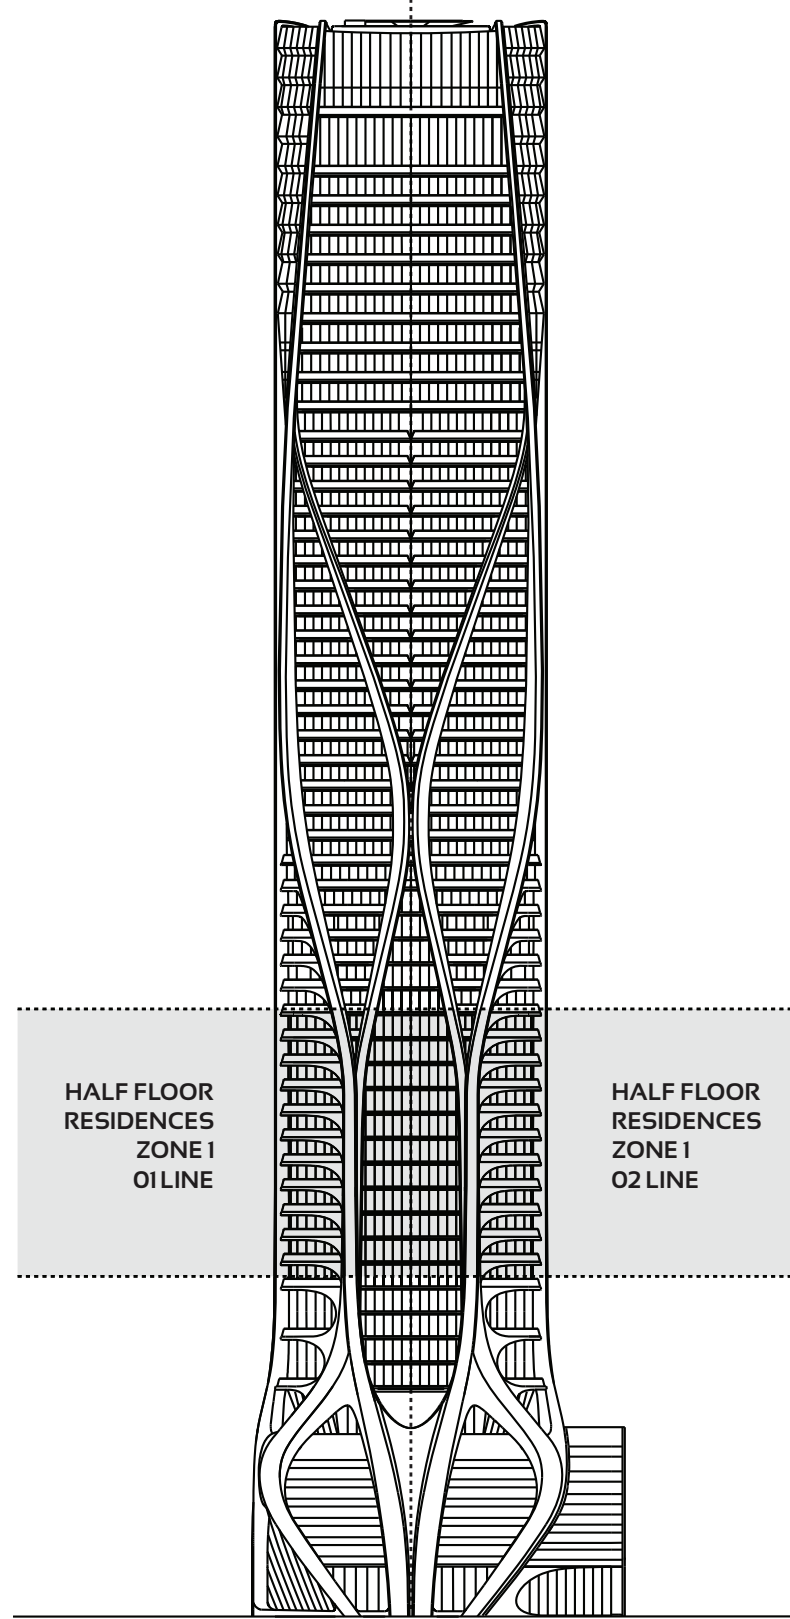 HALF FLOOR
RESIDENCES
ZONE 1
01 LINE
HALF FLOOR
RESIDENCES
ZONE 1
02 LINE